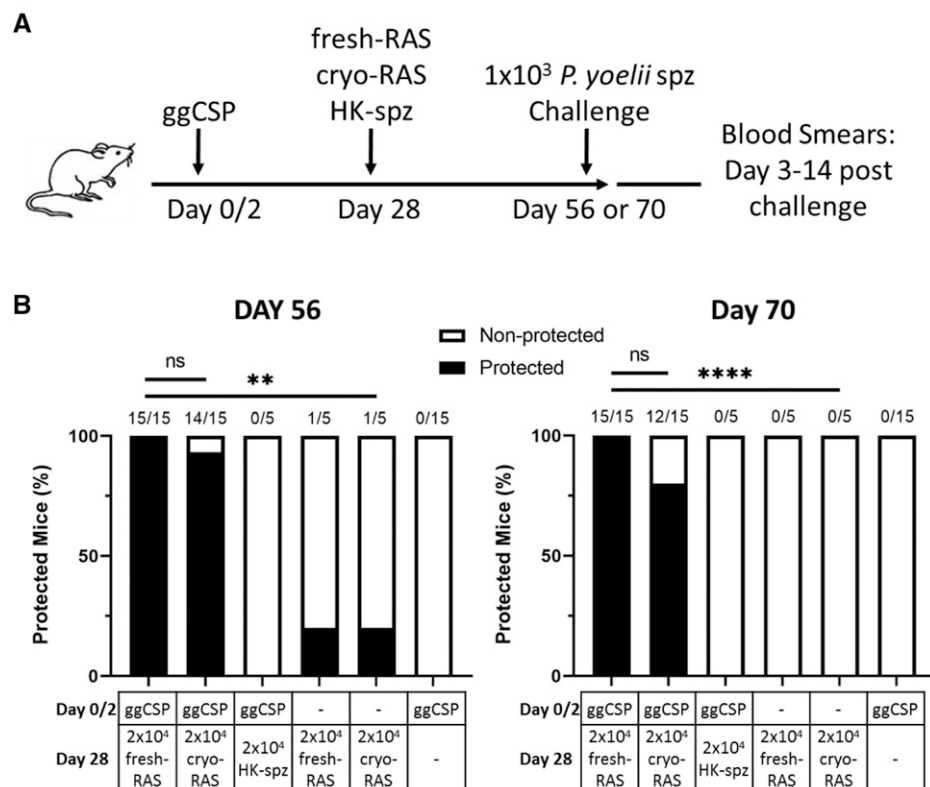 A
fresh-RAS
cryo-RAS
HK-spz
1x10³ P. yoelii spz
Challenge
ggCSP
Blood Smears:
Day 3-14 post
challenge
Day 0/2
Day 28
Day 56 or 70
B
DAY 56
Day 70
Non-protected
Protected
ns
**
ns
****
15/15 14/15 0/5 1/5 1/5 0/15
15/15 12/15 0/5 0/5 0/5 0/15
Protected Mice (%)
100
50
0
Protected Mice (%)
100
50
0
Day 0/2 ggCSP ggCSP ggCSP - - ggCSP
Day 28 2x10⁴ fresh-RAS 2x10⁴ cryo-RAS 2x10⁴ HK-spz 2x10⁴ fresh-RAS 2x10⁴ cryo-RAS -
Day 0/2 ggCSP ggCSP ggCSP - - ggCSP
Day 28 2x10⁴ fresh-RAS 2x10⁴ cryo-RAS 2x10⁴ HK-spz 2x10⁴ fresh-RAS 2x10⁴ cryo-RAS -